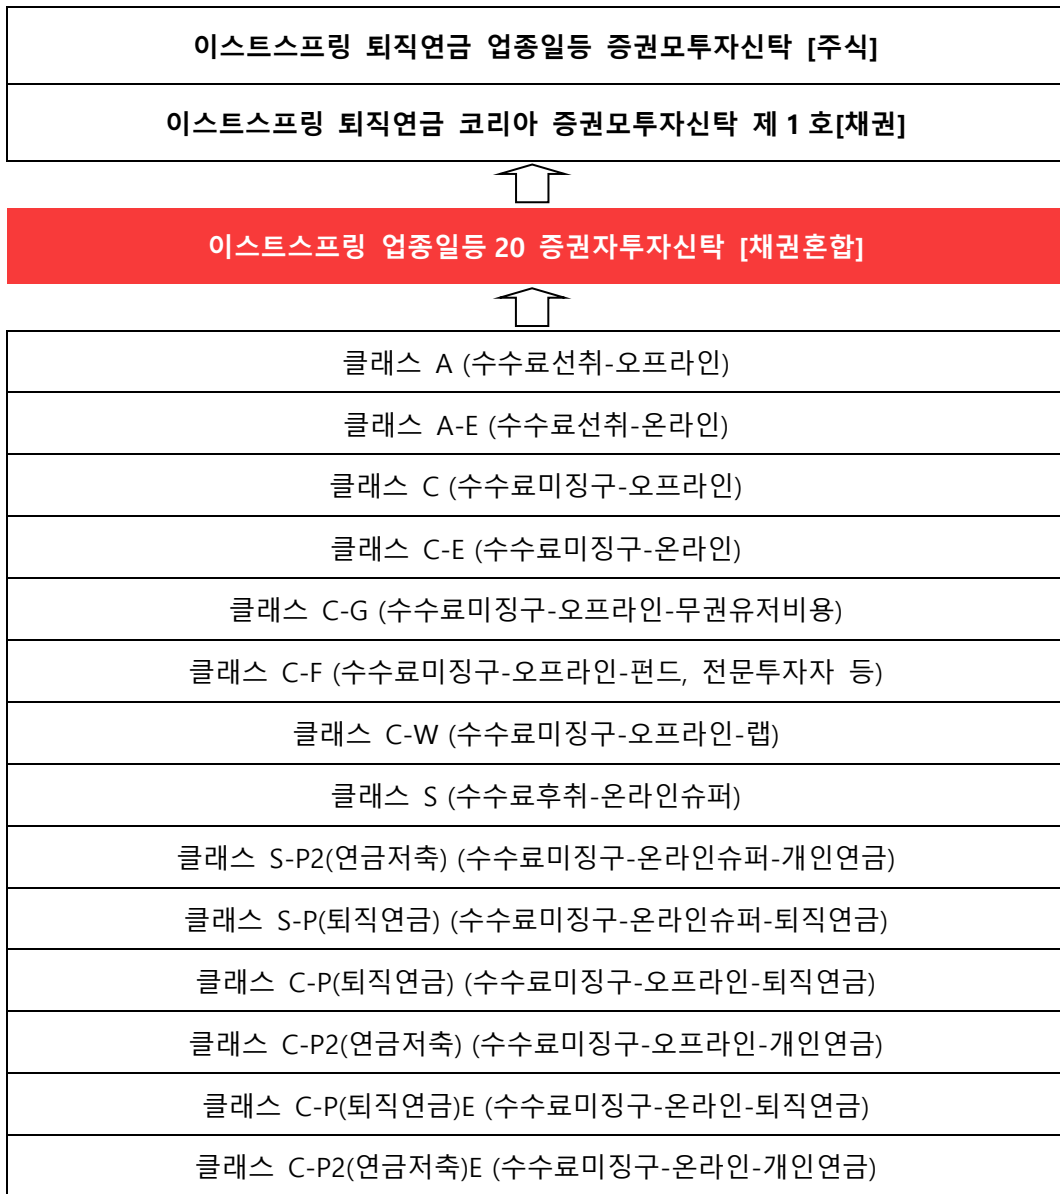 이스트스프링 퇴직연금 업종일등 증권모투자신탁 [주식]
이스트스프링 퇴직연금 코리아 증권모투자신탁 제 1 호[채권]
이스트스프링 업종일등 20 증권자투자신탁 [채권혼합]
클래스 A (수수료선취-오프라인)
클래스 A-E (수수료선취-온라인)
클래스 C (수수료미징구-오프라인)
클래스 C-E (수수료미징구-온라인)
클래스 C-G (수수료미징구-오프라인-무권유저비용)
클래스 C-F (수수료미징구-오프라인-펀드, 전문투자자 등)
클래스 C-W (수수료미징구-오프라인-랩)
클래스 S (수수료후취-온라인슈퍼)
클래스 S-P2(연금저축) (수수료미징구-온라인슈퍼-개인연금)
클래스 S-P(퇴직연금) (수수료미징구-온라인슈퍼-퇴직연금)
클래스 C-P(퇴직연금) (수수료미징구-오프라인-퇴직연금)
클래스 C-P2(연금저축) (수수료미징구-오프라인-개인연금)
클래스 C-P(퇴직연금)E (수수료미징구-온라인-퇴직연금)
클래스 C-P2(연금저축)E (수수료미징구-온라인-개인연금)